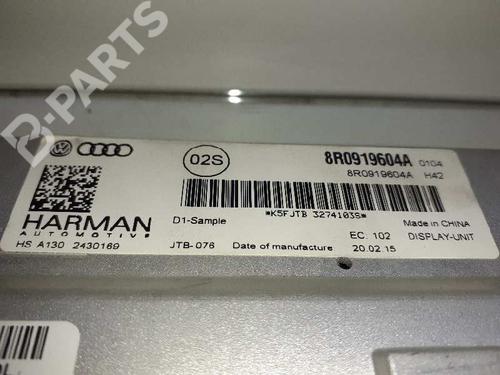 B-PARTS
02S
8R0919604A 0104
8R0919604A H42
*K5FJTB 3274103S*
HARMAN
AUTOMOTIVE
D1-Sample
Made in CHINA
EC: 102 DISPLAY-UNIT
HS A130 2430169 JTB-076 Date of manufacture 20.02.15